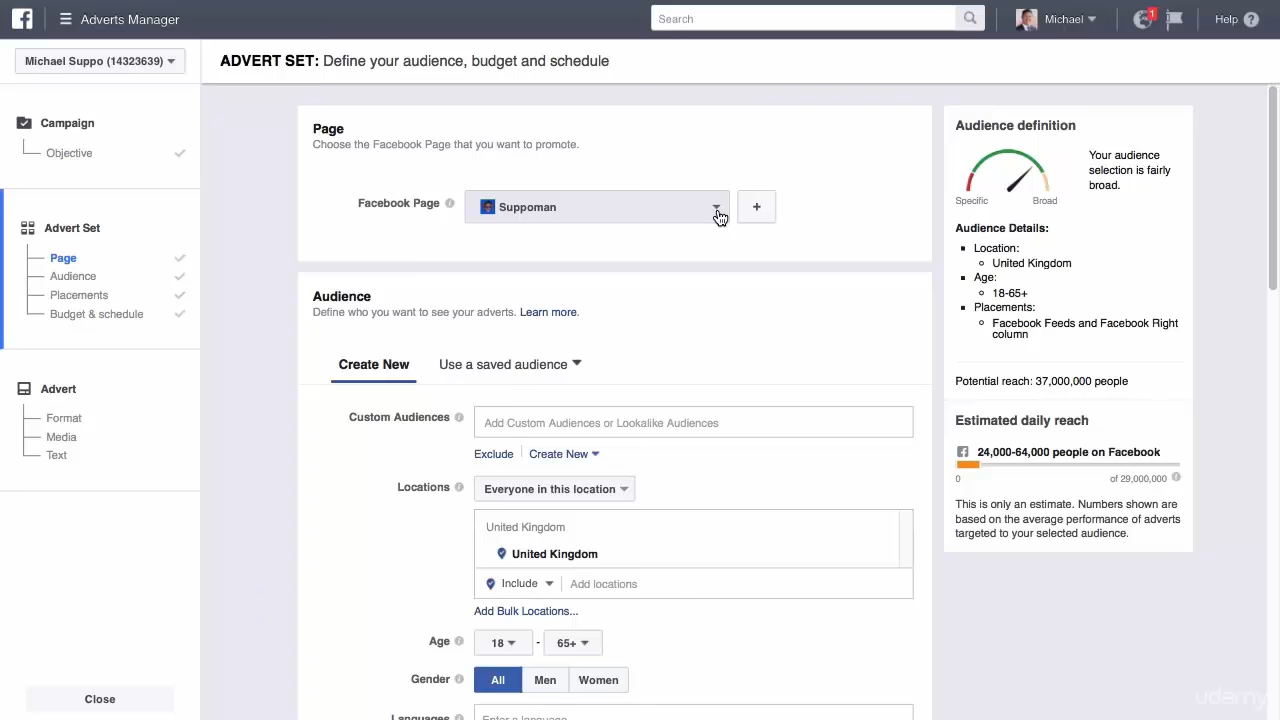 Adverts Manager
Search
Michael
1
Help
Michael Suppo (14323639)
ADVERT SET: Define your audience, budget and schedule
Campaign
Objective
Advert Set
Page
Audience
Placements
Budget & schedule
Advert
Format
Media
Text
Close
Page
Choose the Facebook Page that you want to promote.
Facebook Page
Suppoman
+
Audience
Define who you want to see your adverts. Learn more.
Create New
Use a saved audience
Custom Audiences
Add Custom Audiences or Lookalike Audiences
Exclude
Create New
Locations
Everyone in this location
United Kingdom
United Kingdom
Include
Add locations
Add Bulk Locations...
Age
18
-
65+
Gender
All
Men
Women
Languages
Enter a language
Audience definition
Specific
Broad
Your audience
selection is fairly
broad.
Audience Details:
Location:
United Kingdom
Age:
18-65+
Placements:
Facebook Feeds and Facebook Right
column
Potential reach: 37,000,000 people
Estimated daily reach
24,000-64,000 people on Facebook
0
of 29,000,000
This is only an estimate. Numbers shown are
based on the average performance of adverts
targeted to your selected audience.
udemy